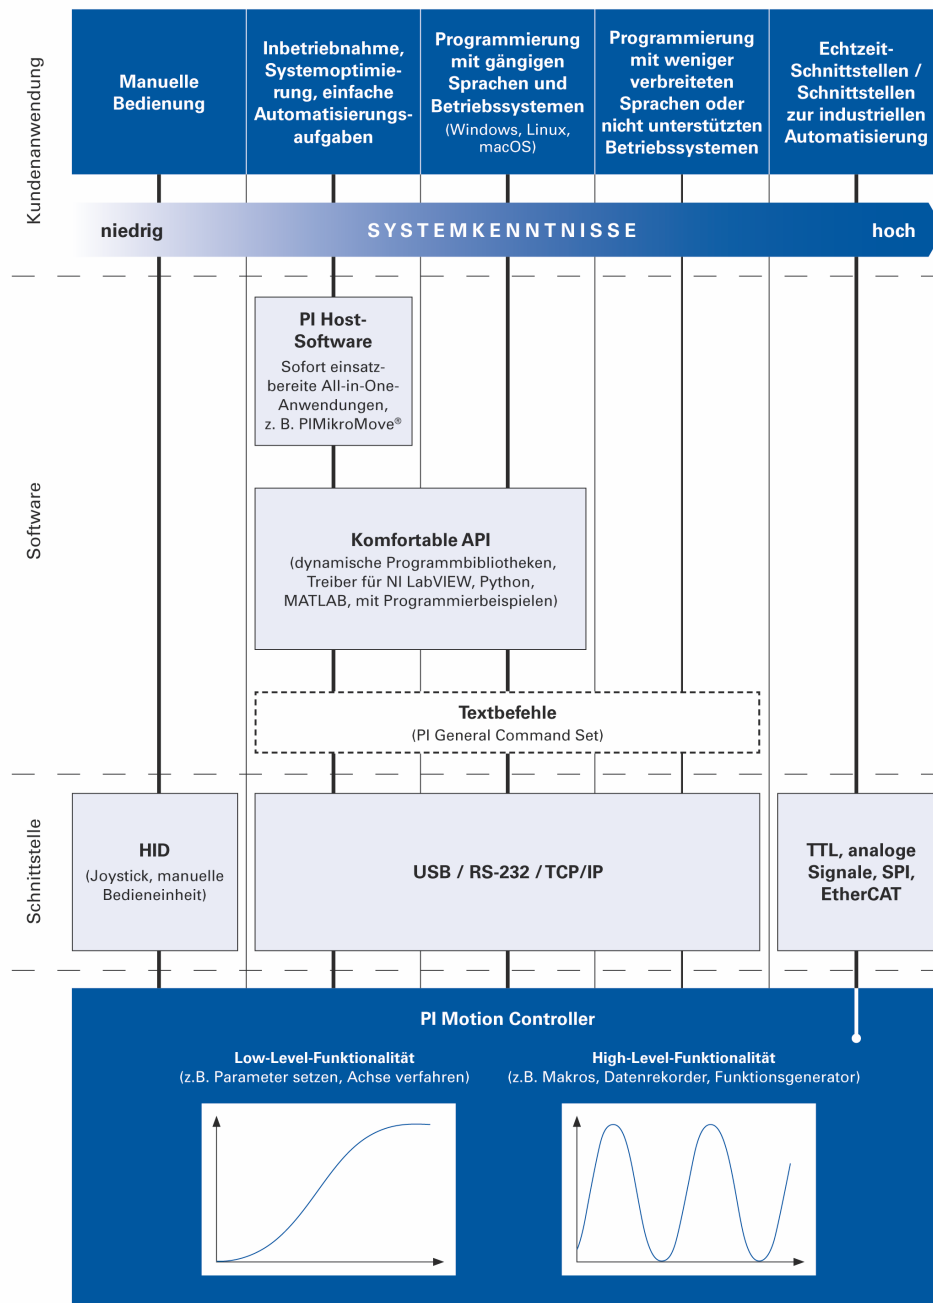 Kundenanwendung
Manuelle
Bedienung
Inbetriebnahme,
Systemoptimie-
rung, einfache
Automatisierungs-
aufgaben
Programmierung
mit gängigen
Sprachen und
Betriebssystemen
(Windows, Linux,
macOS)
Programmierung
mit weniger
verbreiteten
Sprachen oder
nicht unterstützten
Betriebssystemen
Echtzeit-
Schnittstellen /
Schnittstellen
zur industriellen
Automatisierung
niedrig SYSTEMKENNTNISSE hoch
Software
PI Host-
Software
Sofort einsatz-
bereite All-in-One-
Anwendungen,
z. B. PIMikroMove®
Komfortable API
(dynamische Programmbibliotheken,
Treiber für NI LabVIEW, Python,
MATLAB, mit Programmierbeispielen)
Textbefehle
(PI General Command Set)
Schnittstelle
HID
(Joystick, manuelle
Bedieneinheit)
USB / RS-232 / TCP/IP
TTL, analoge
Signale, SPI,
EtherCAT
PI Motion Controller
Low-Level-Funktionalität
(z.B. Parameter setzen, Achse verfahren)
High-Level-Funktionalität
(z.B. Makros, Datenrekorder, Funktionsgenerator)